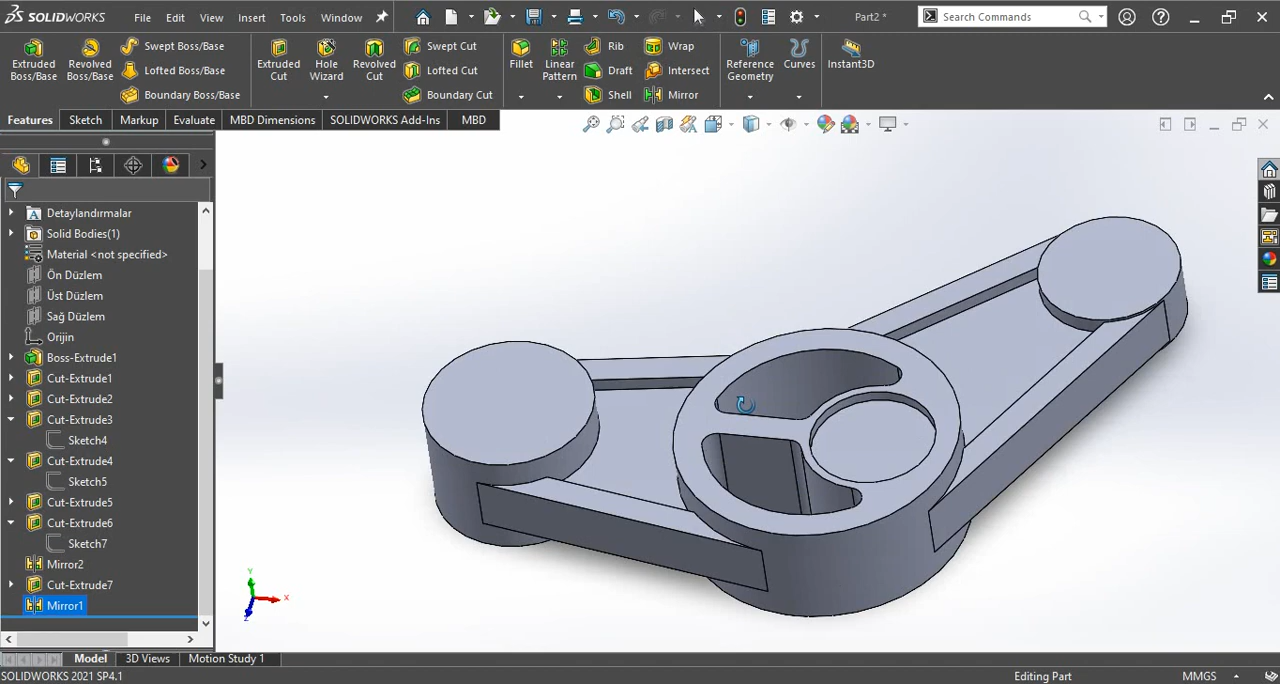 SOLIDWORKS File Edit View Insert Tools Window Part2 * Search Commands
Extruded Boss/Base Revolved Boss/Base Swept Boss/Base Extruded Cut Hole Wizard Revolved Cut Swept Cut Fillet Linear Pattern Rib Wrap Reference Geometry Curves Instant3D
Lofted Boss/Base Lofted Cut Draft Intersect
Boundary Boss/Base Boundary Cut Shell Mirror
Features Sketch Markup Evaluate MBD Dimensions SOLIDWORKS Add-Ins MBD
Detaylandırmalar
Solid Bodies(1)
Material <not specified>
Ön Düzlem
Üst Düzlem
Sağ Düzlem
Orijin
Boss-Extrude1
Cut-Extrude1
Cut-Extrude2
Cut-Extrude3
Sketch4
Cut-Extrude4
Sketch5
Cut-Extrude5
Cut-Extrude6
Sketch7
Mirror2
Cut-Extrude7
Mirror1
Y
X
Z
Model 3D Views Motion Study 1
SOLIDWORKS 2021 SP4.1 Editing Part MMGS